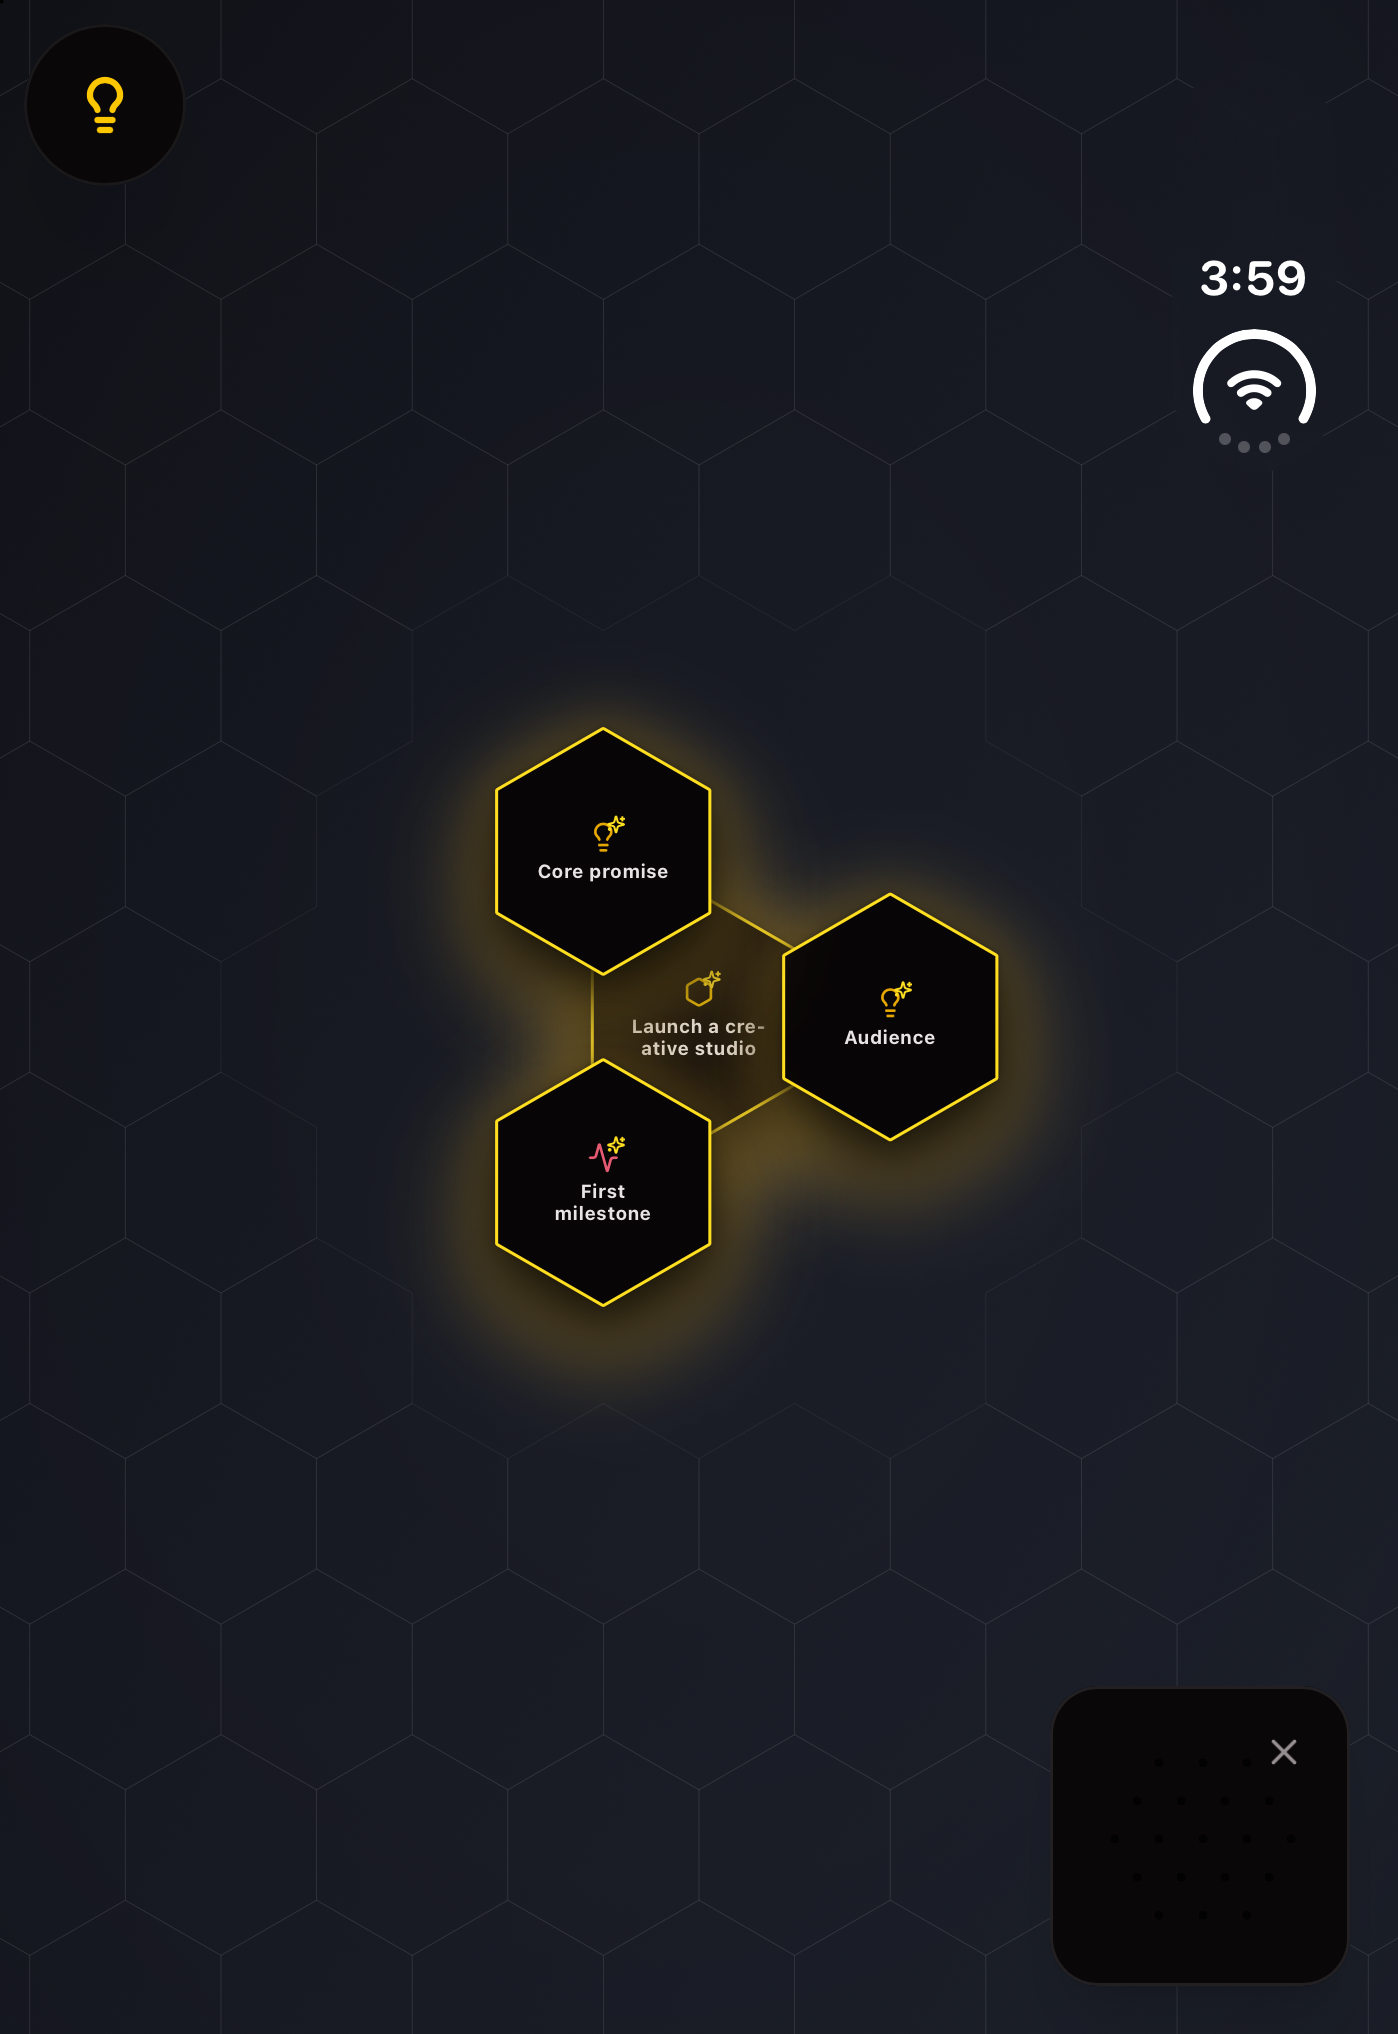 3:59
Core promise
Launch a cre-
ative studio
Audience
First
milestone